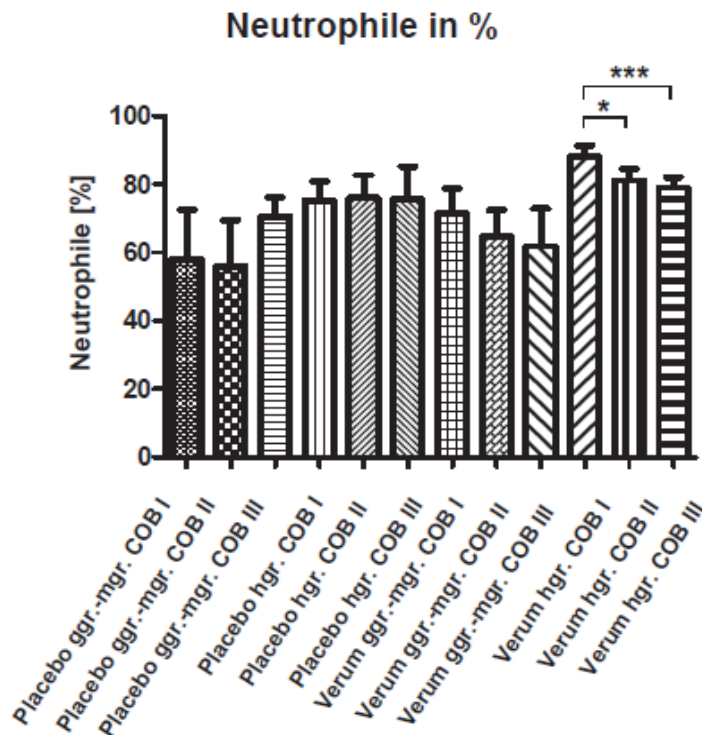 Neutrophile in %
***
*
Neutrophile [%]
100
80
60
40
20
0
Placebo ggr.-mgr. COB I
Placebo ggr.-mgr. COB II
Placebo ggr.-mgr. COB III
Placebo hgr. COB I
Placebo hgr. COB II
Placebo hgr. COB III
Verum ggr.-mgr. COB I
Verum ggr.-mgr. COB II
Verum ggr.-mgr. COB III
Verum hgr. COB I
Verum hgr. COB II
Verum hgr. COB III